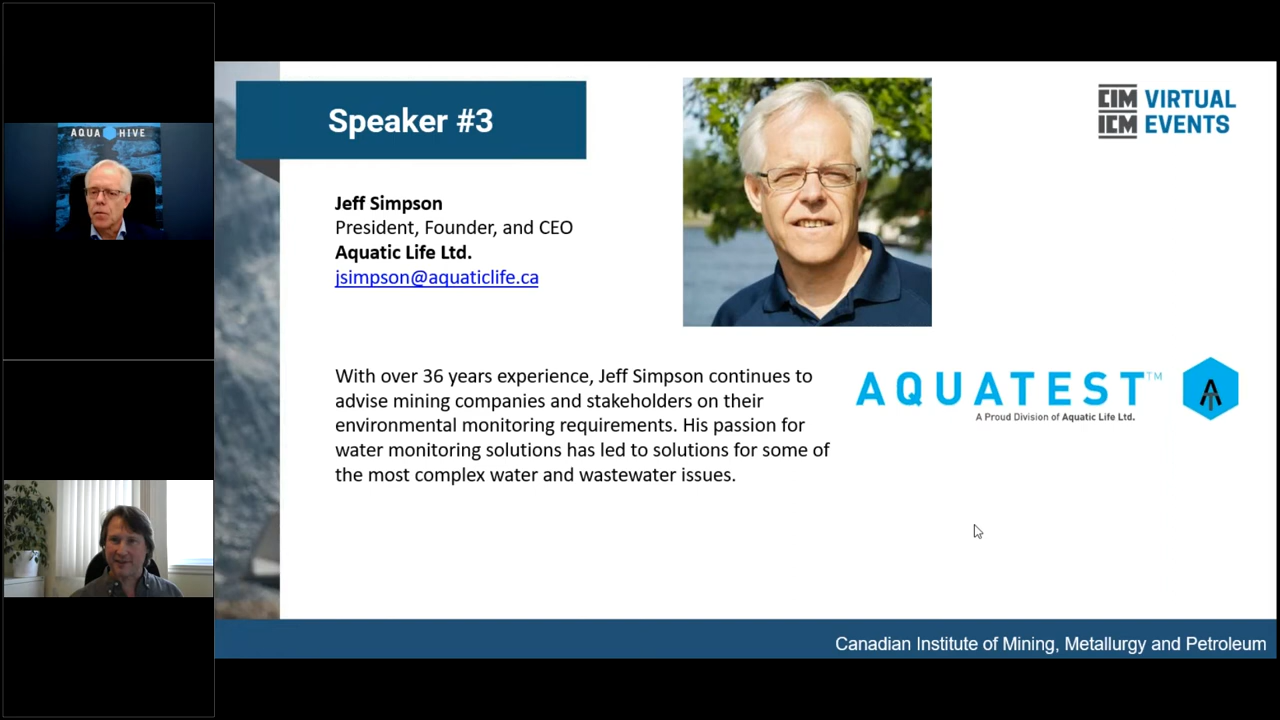 AQUA HIVE
Speaker #3
CIM VIRTUAL
ICM EVENTS
Jeff Simpson
President, Founder, and CEO
Aquatic Life Ltd.
jsimpson@aquaticlife.ca
With over 36 years experience, Jeff Simpson continues to
advise mining companies and stakeholders on their
environmental monitoring requirements. His passion for
water monitoring solutions has led to solutions for some of
the most complex water and wastewater issues.
AQUATEST™
A Proud Division of Aquatic Life Ltd.
Canadian Institute of Mining, Metallurgy and Petroleum